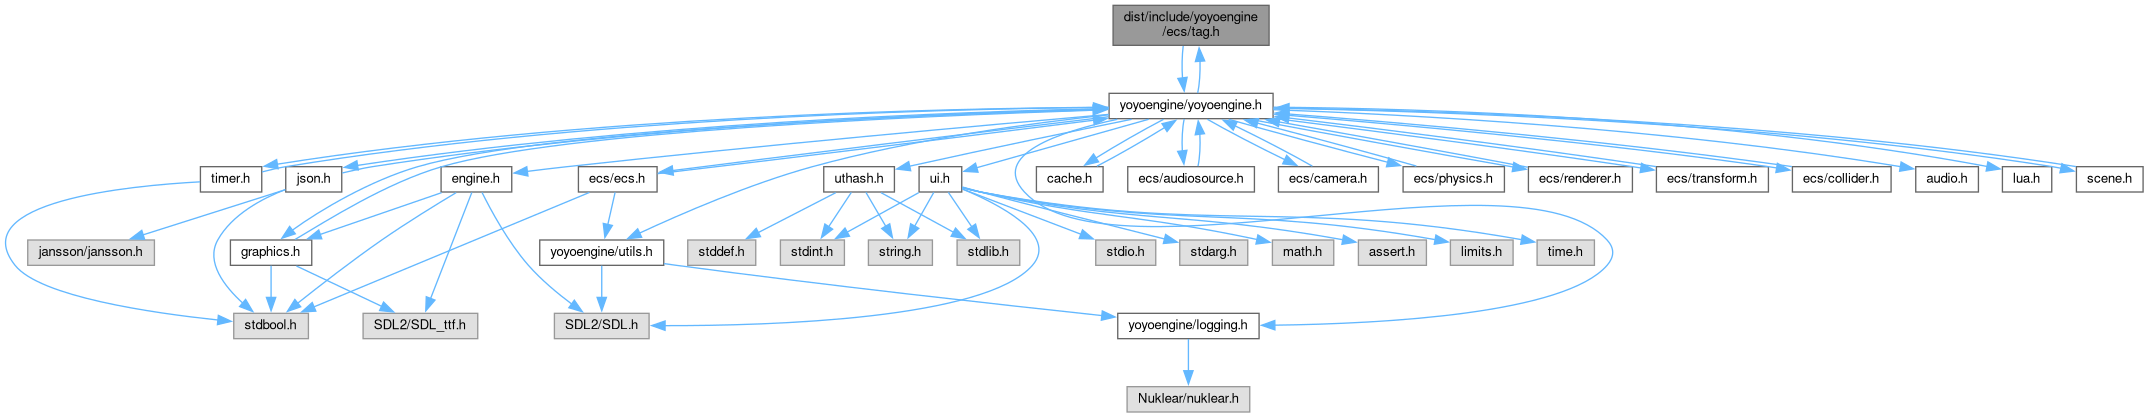 dist/include/yoyoengine
/ecs/tag.h
yoyoengine/yoyoengine.h
timer.h
json.h
engine.h
ecs/ecs.h
uthash.h
ui.h
cache.h
ecs/audiosource.h
ecs/camera.h
ecs/physics.h
ecs/renderer.h
ecs/transform.h
ecs/collider.h
audio.h
lua.h
scene.h
jansson/jansson.h
graphics.h
yoyoengine/utils.h
stddef.h
stdint.h
string.h
stdlib.h
stdio.h
stdarg.h
math.h
assert.h
limits.h
time.h
stdbool.h
SDL2/SDL_ttf.h
SDL2/SDL.h
yoyoengine/logging.h
Nuklear/nuklear.h